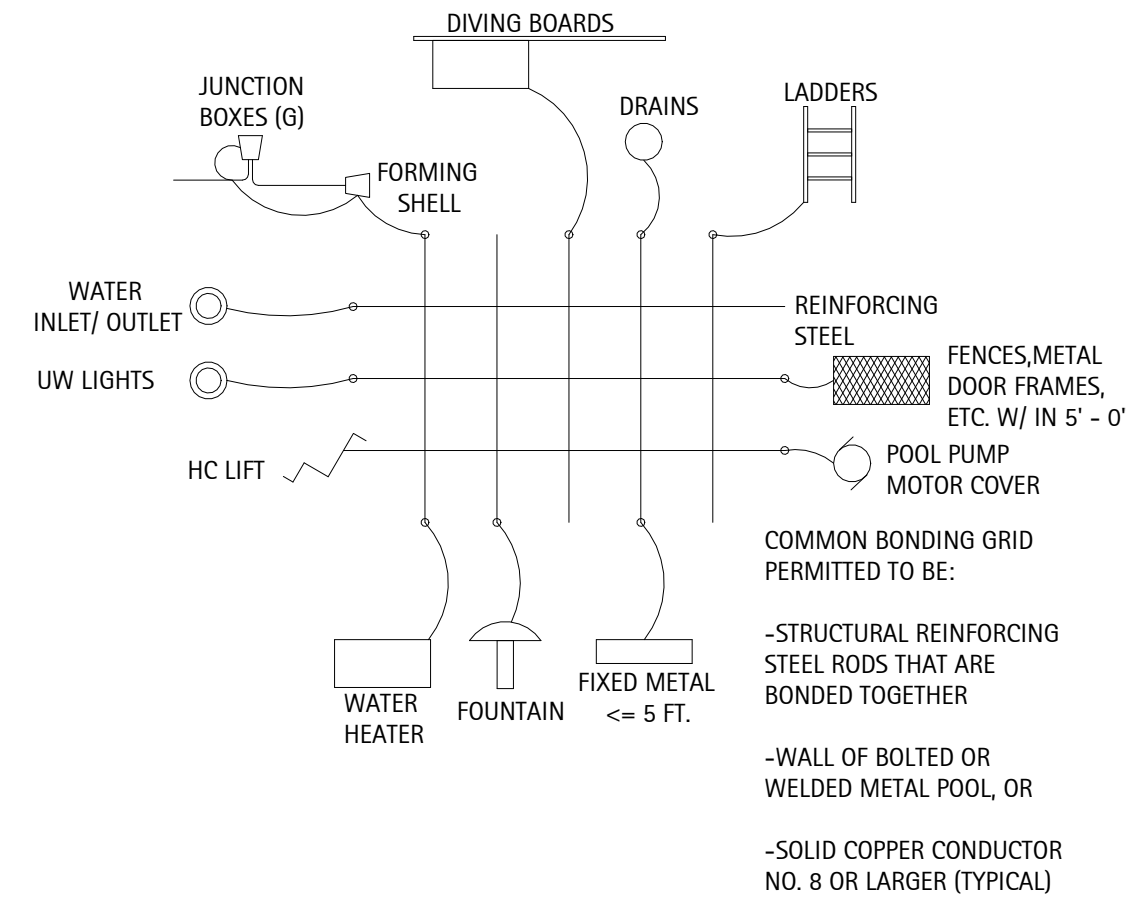 DIVING BOARDS
JUNCTION
BOXES (G)
DRAINS
LADDERS
FORMING
SHELL
WATER
INLET/ OUTLET
REINFORCING
STEEL
UW LIGHTS
FENCES,METAL
DOOR FRAMES,
ETC. W/ IN 5' - 0'
HC LIFT
POOL PUMP
MOTOR COVER
WATER
HEATER
FOUNTAIN
FIXED METAL
<= 5 FT.
COMMON BONDING GRID
PERMITTED TO BE:
-STRUCTURAL REINFORCING
STEEL RODS THAT ARE
BONDED TOGETHER
-WALL OF BOLTED OR
WELDED METAL POOL, OR
-SOLID COPPER CONDUCTOR
NO. 8 OR LARGER (TYPICAL)